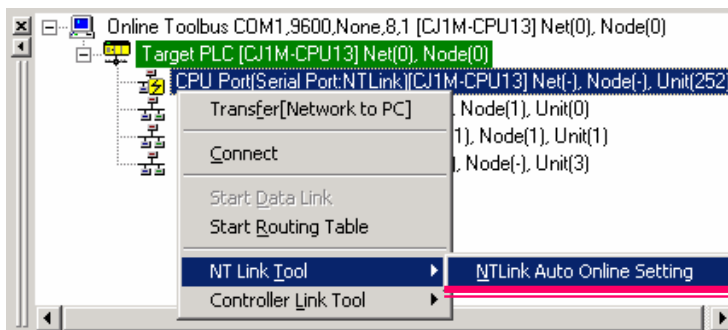 Online Toolbus COM1,9600,None,8,1 [CJ1M-CPU13] Net(0), Node(0)
Target PLC [CJ1M-CPU13] Net(0), Node(0)
CPU Port(Serial Port:NTLink)[CJ1M-CPU13] Net(-), Node(-), Unit(252)
Transfer[Network to PC]
, Node(1), Unit(0)
1), Node(1), Unit(1)
), Node(-), Unit(3)
Connect
Start Data Link
Start Routing Table
NT Link Tool
NTLink Auto Online Setting
Controller Link Tool